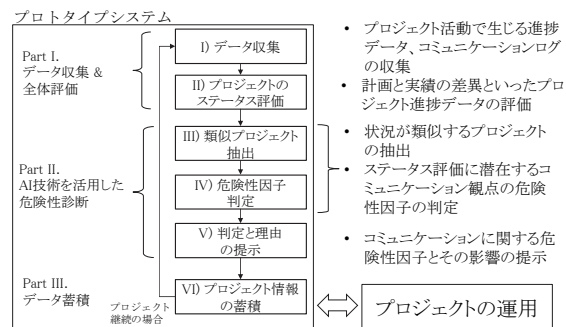 プロトタイプシステム
Part I.
データ収集 &
全体評価
I) データ収集
II) プロジェクトの
ステータス評価
Part II.
AI技術を活用した
危険性診断
III) 類似プロジェクト
抽出
IV) 危険性因子
判定
V) 判定と理由
の提示
Part III.
データ蓄積
プロジェクト
継続の場合
VI) プロジェクト情報
の蓄積
• プロジェクト活動で生じる進捗
データ、コミュニケーションログ
の収集
• 計画と実績の差異といったプロ
ジェクト進捗データの評価
• 状況が類似するプロジェクト
の抽出
• ステータス評価に潜在するコ
ミュニケーション観点の危険
性因子の判定
• コミュニケーションに関する危
険性因子とその影響の提示
プロジェクトの運用